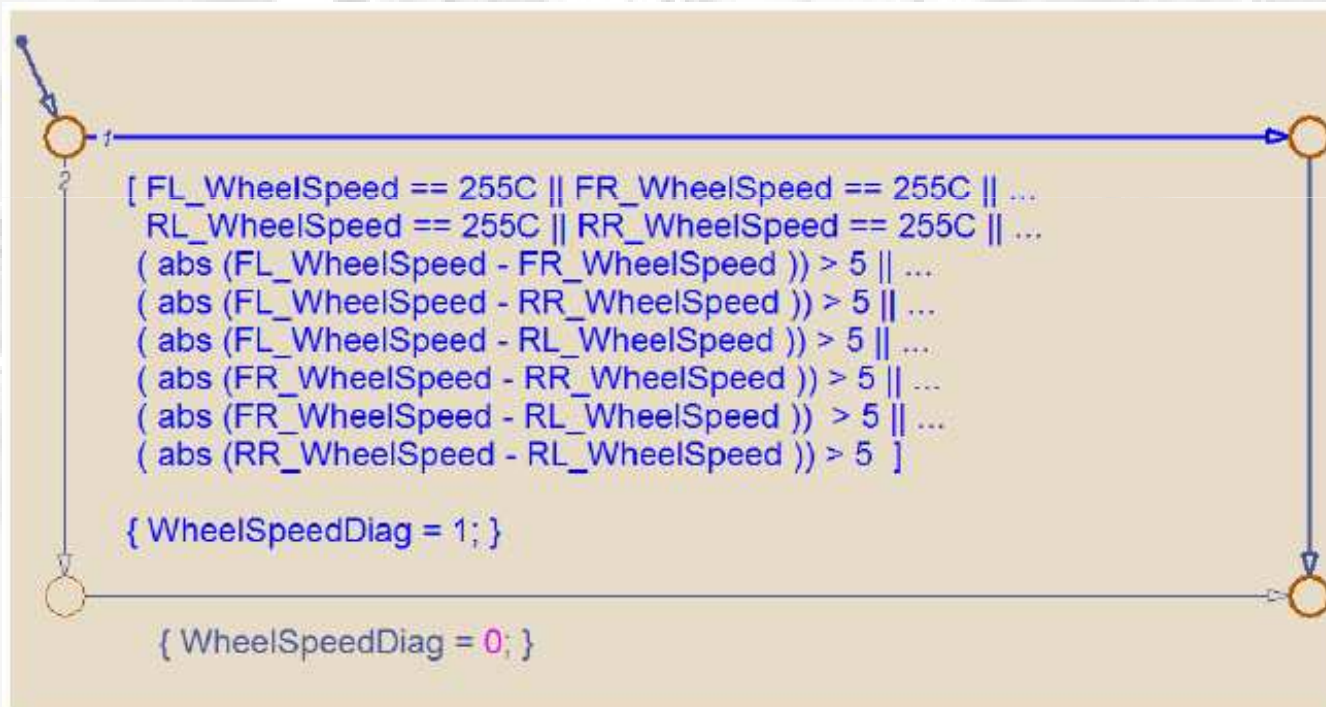 1
2
[ FL_WheelSpeed == 255C || FR_WheelSpeed == 255C || ...
RL_WheelSpeed == 255C || RR_WheelSpeed == 255C || ...
( abs (FL_WheelSpeed - FR_WheelSpeed )) > 5 || ...
( abs (FL_WheelSpeed - RR_WheelSpeed )) > 5 || ...
( abs (FL_WheelSpeed - RL_WheelSpeed )) > 5 || ...
( abs (FR_WheelSpeed - RR_WheelSpeed )) > 5 || ...
( abs (FR_WheelSpeed - RL_WheelSpeed )) > 5 || ...
( abs (RR_WheelSpeed - RL_WheelSpeed )) > 5 ]
{ WheelSpeedDiag = 1; }
{ WheelSpeedDiag = 0; }